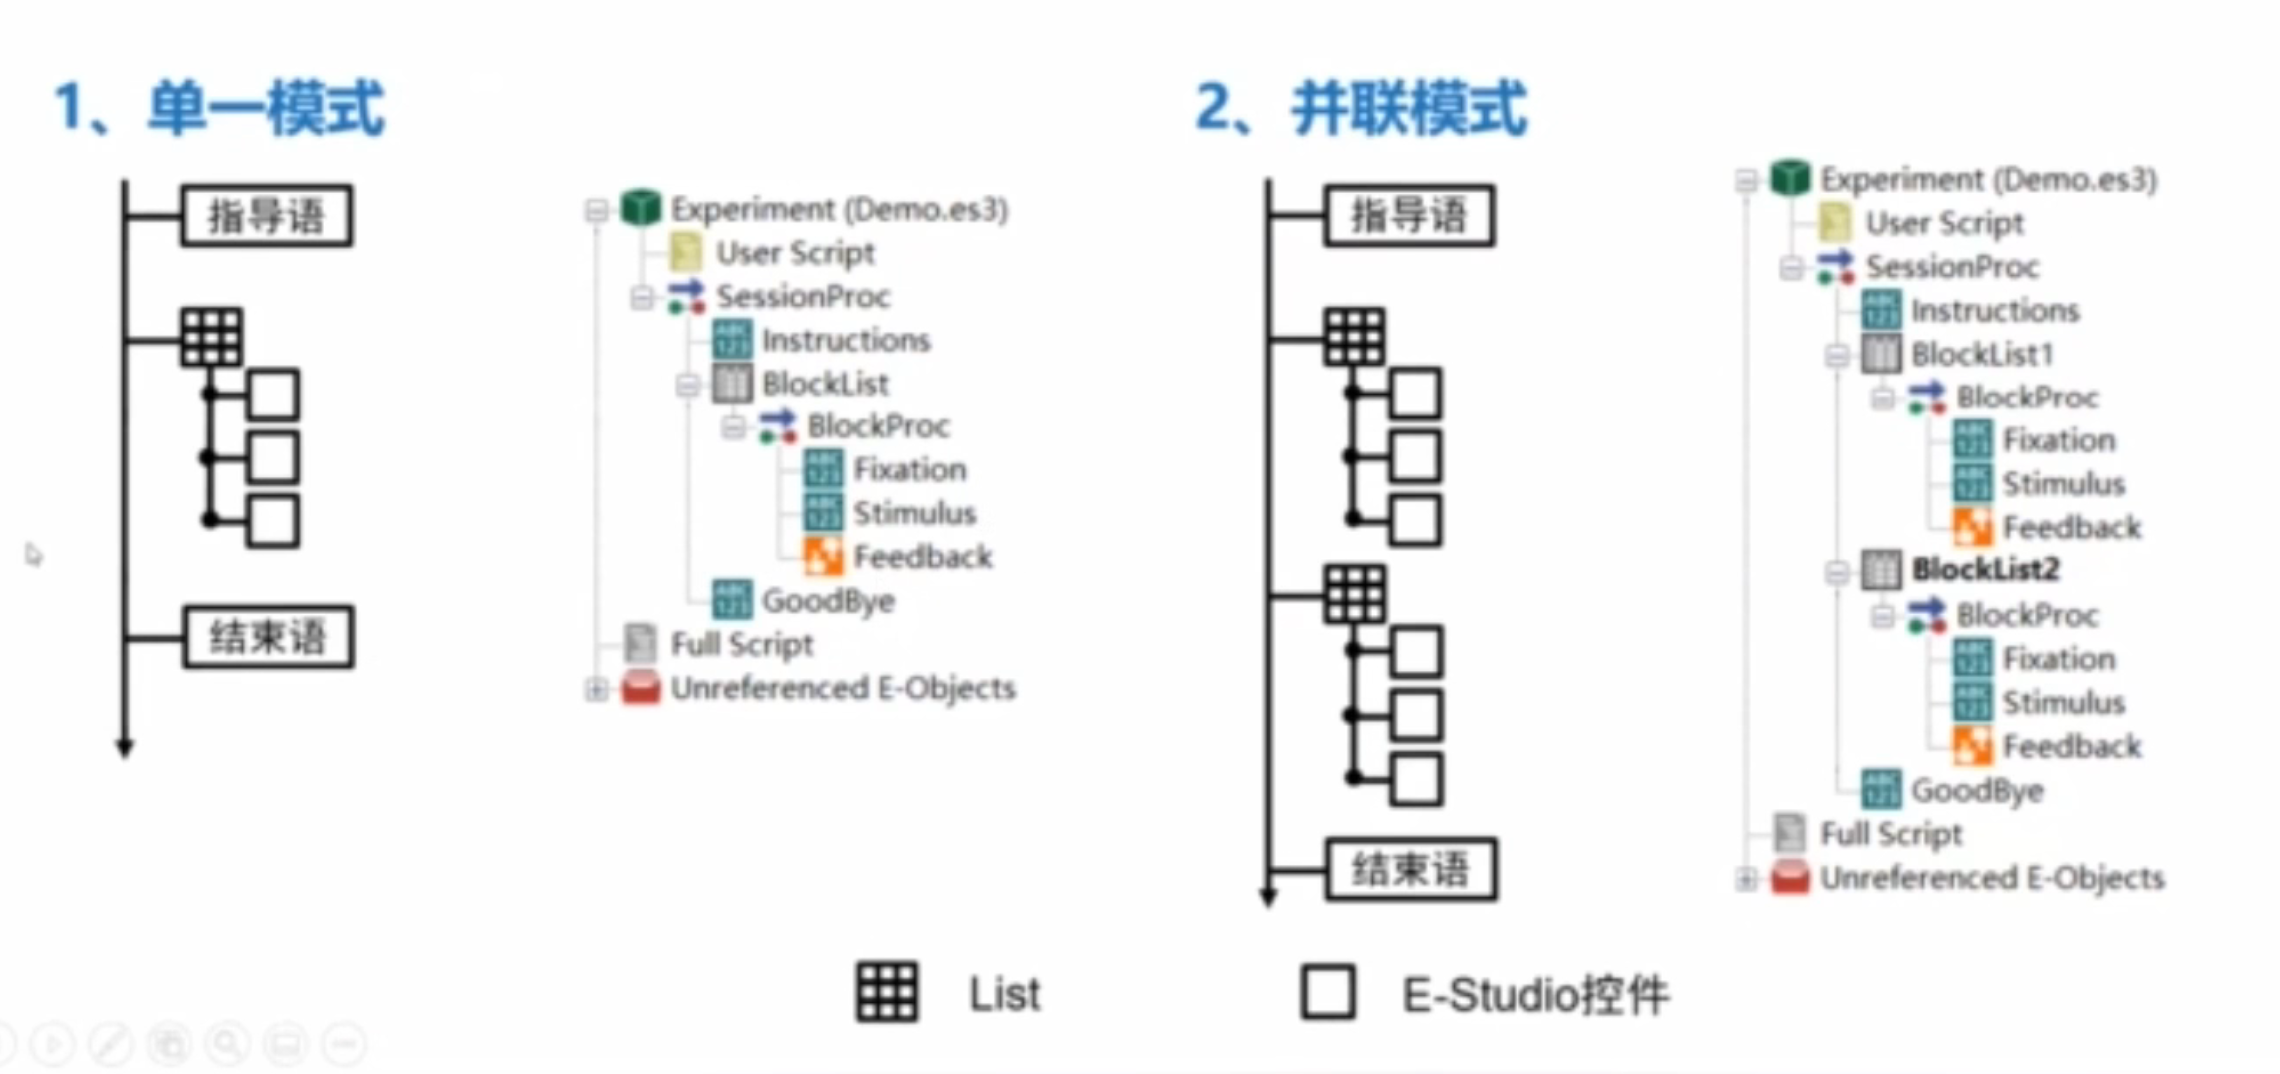 1、单一模式
指导语
结束语
Experiment (Demo.es3)
User Script
SessionProc
Instructions
BlockList
BlockProc
Fixation
Stimulus
Feedback
GoodBye
Full Script
Unreferenced E-Objects
2、并联模式
指导语
结束语
Experiment (Demo.es3)
User Script
SessionProc
Instructions
BlockList1
BlockProc
Fixation
Stimulus
Feedback
BlockList2
BlockProc
Fixation
Stimulus
Feedback
GoodBye
Full Script
Unreferenced E-Objects
List
E-Studio控件